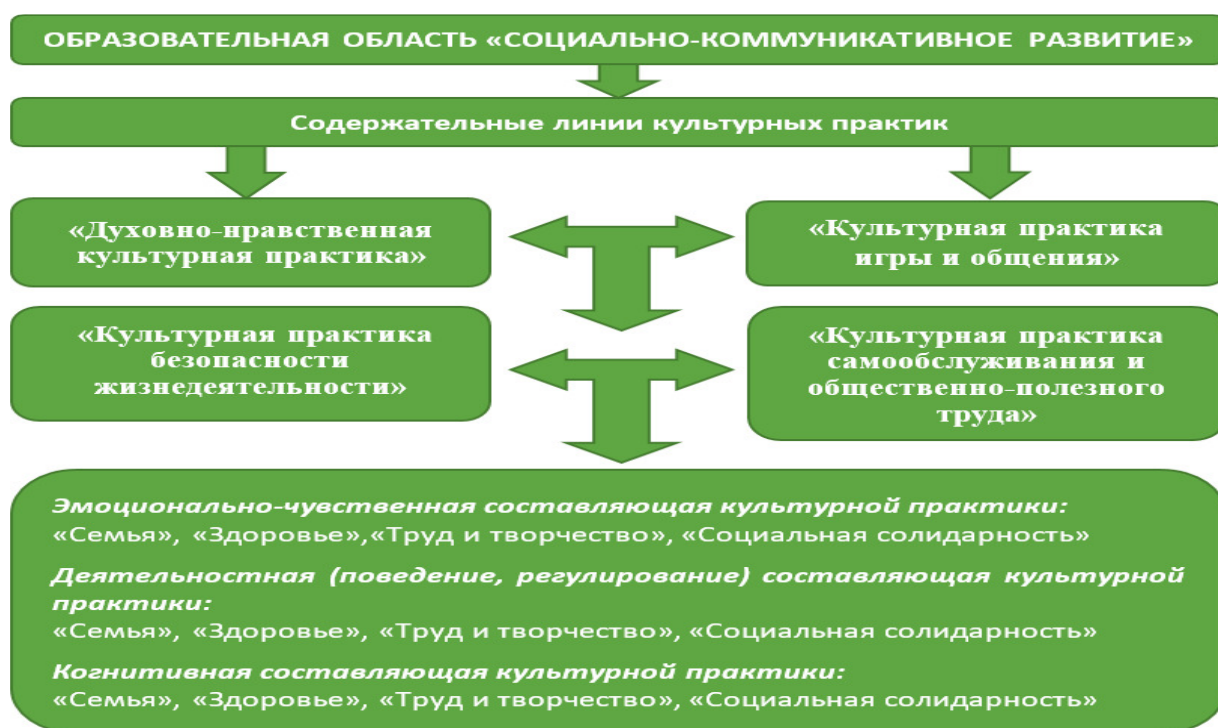 ОБРАЗОВАТЕЛЬНАЯ ОБЛАСТЬ «СОЦИАЛЬНО-КОММУНИКАТИВНОЕ РАЗВИТИЕ»
Содержательные линии культурных практик
«Духовно-нравственная
культурная практика»
«Культурная практика
игры и общения»
«Культурная практика
безопасности
жизнедеятельности»
«Культурная практика
самообслуживания и
общественно-полезного
труда»
Эмоционально-чувственная составляющая культурной практики:
«Семья», «Здоровье»,«Труд и творчество», «Социальная солидарность»
Деятельностная (поведение, регулирование) составляющая культурной
практики:
«Семья», «Здоровье», «Труд и творчество», «Социальная солидарность»
Когнитивная составляющая культурной практики:
«Семья», «Здоровье», «Труд и творчество», «Социальная солидарность»